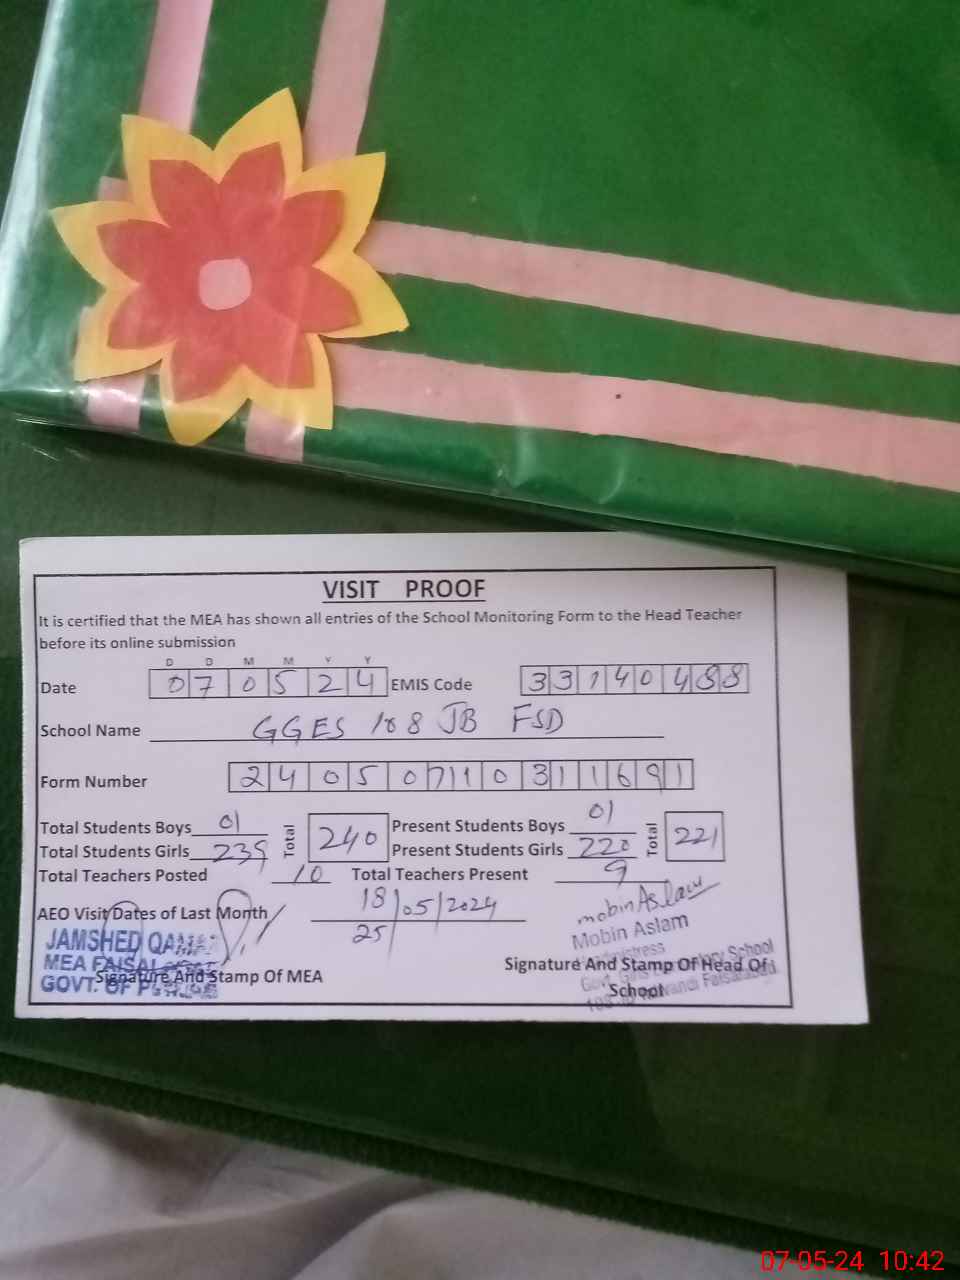 VISIT PROOF
It is certified that the MEA has shown all entries of the School Monitoring Form to the Head Teacher
before its online submission
D D M M Y Y
Date 0 7 0 5 2 4 EMIS Code 3 3 1 4 0 4 8 8
School Name GGES 108 JB FSD
Form Number 2 4 0 5 0 7 1 0 3 1 1 6 9 1
Total Students Boys 01 Total 240 Present Students Boys 01 Total 221
Total Students Girls 239 Present Students Girls 220
Total Teachers Posted 10 Total Teachers Present 9
AEO Visit Dates of Last Month 18/05/2024
25
mobin Aslam
Mobin Aslam
JAMSHED
MEA FAISAL
GOVT. OF
Signature And Stamp Of MEA
Signature And Stamp Of Head Of
School
07-05-24 10:42